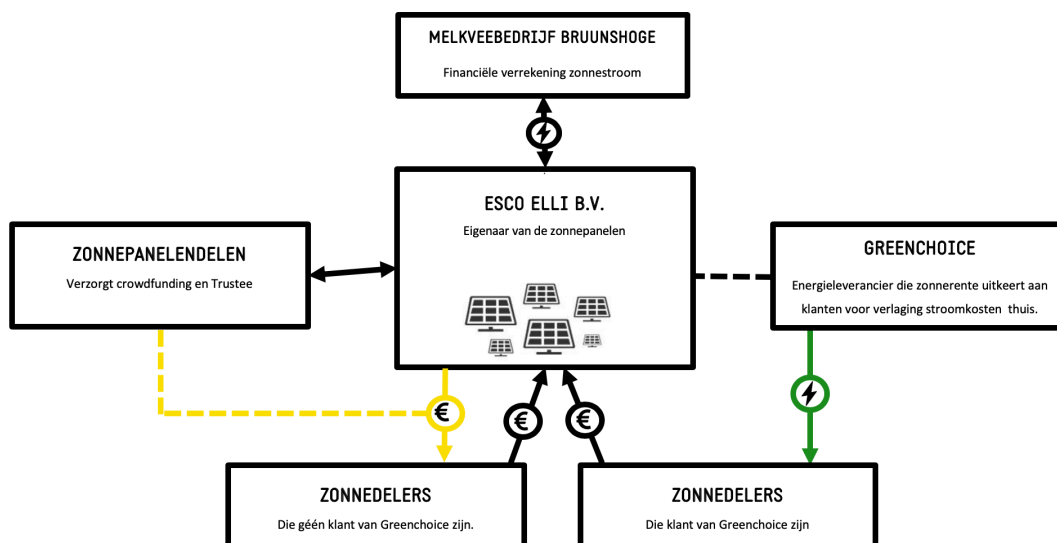 MELKVEEBEDRIJF BRUUNSHOGE
Financiële verrekening zonnestroom
ESCO ELLI B.V.
Eigenaar van de zonnepanelen
ZONNEPANELENDELEN
Verzorgt crowdfunding en Trustee
GREENCHOICE
Energieleverancier die zonnerente uitkeert aan
klanten voor verlaging stroomkosten thuis.
€
€
€
ZONNEDELERS
Die géén klant van Greenchoice zijn.
ZONNEDELERS
Die klant van Greenchoice zijn